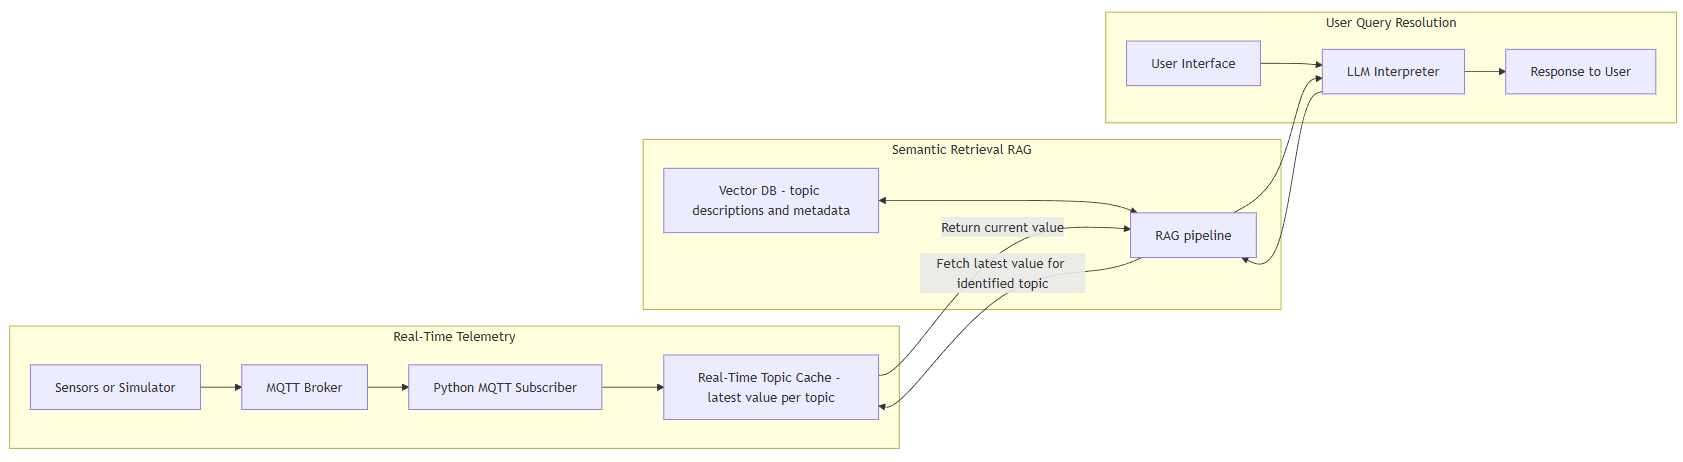 User Query Resolution
User Interface
LLM Interpreter
Response to User
Semantic Retrieval RAG
Vector DB - topic
descriptions and metadata
Return current value
RAG pipeline
Fetch latest value for
identified topic
Real-Time Telemetry
Sensors or Simulator
MQTT Broker
Python MQTT Subscriber
Real-Time Topic Cache -
latest value per topic